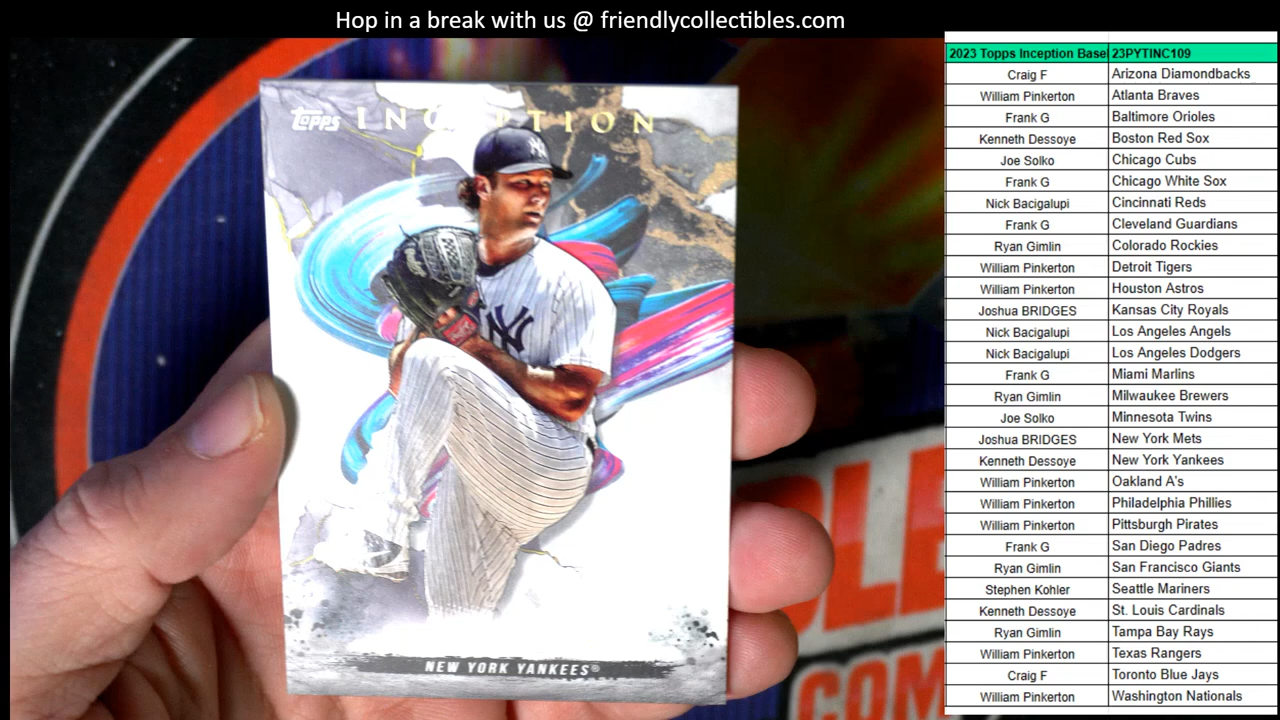 Hop in a break with us @ friendlycollectibles.com
Topps INCEPTION
NY
NY
NEW YORK YANKEES®
COM
2023 Topps Inception Basel 23PYTINC109
Craig F Arizona Diamondbacks
William Pinkerton Atlanta Braves
Frank G Baltimore Orioles
Kenneth Dessoye Boston Red Sox
Joe Solko Chicago Cubs
Frank G Chicago White Sox
Nick Bacigalupi Cincinnati Reds
Frank G Cleveland Guardians
Ryan Gimlin Colorado Rockies
William Pinkerton Detroit Tigers
William Pinkerton Houston Astros
Joshua BRIDGES Kansas City Royals
Nick Bacigalupi Los Angeles Angels
Nick Bacigalupi Los Angeles Dodgers
Frank G Miami Marlins
Ryan Gimlin Milwaukee Brewers
Joe Solko Minnesota Twins
Joshua BRIDGES New York Mets
Kenneth Dessoye New York Yankees
William Pinkerton Oakland A's
William Pinkerton Philadelphia Phillies
William Pinkerton Pittsburgh Pirates
Frank G San Diego Padres
Ryan Gimlin San Francisco Giants
Stephen Kohler Seattle Mariners
Kenneth Dessoye St. Louis Cardinals
Ryan Gimlin Tampa Bay Rays
William Pinkerton Texas Rangers
Craig F Toronto Blue Jays
William Pinkerton Washington Nationals